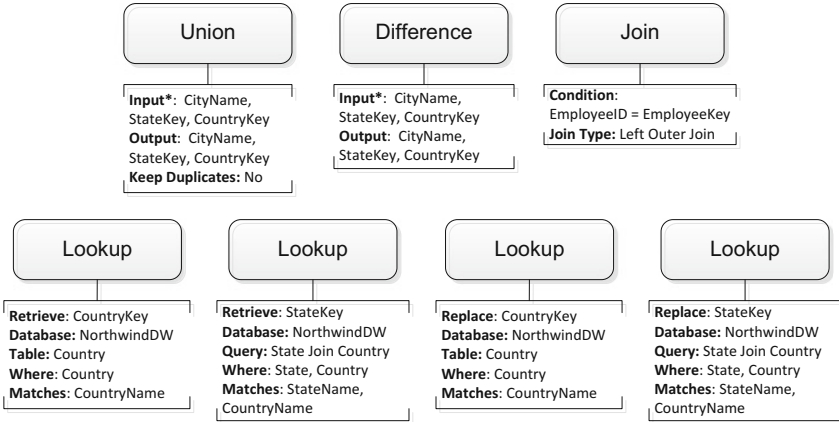 Union
Input*: CityName,
StateKey, CountryKey
Output: CityName,
StateKey, CountryKey
Keep Duplicates: No
Difference
Input*: CityName,
StateKey, CountryKey
Output: CityName,
StateKey, CountryKey
Join
Condition:
EmployeeID = EmployeeKey
Join Type: Left Outer Join
Lookup
Retrieve: CountryKey
Database: NorthwindDW
Table: Country
Where: Country
Matches: CountryName
Lookup
Retrieve: StateKey
Database: NorthwindDW
Query: State Join Country
Where: State, Country
Matches: StateName,
CountryName
Lookup
Replace: CountryKey
Database: NorthwindDW
Table: Country
Where: Country
Matches: CountryName
Lookup
Replace: StateKey
Database: NorthwindDW
Query: State Join Country
Where: State, Country
Matches: StateName,
CountryName